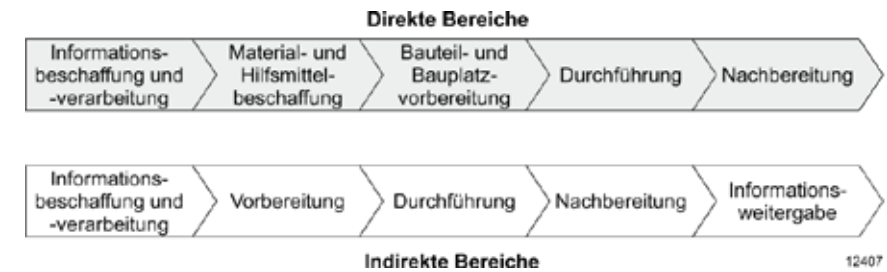 Direkte Bereiche
Informations-
beschaffung und
-verarbeitung
Material- und
Hilfsmittel-
beschaffung
Bauteil- und
Bauplatz-
vorbereitung
Durchführung
Nachbereitung
Informations-
beschaffung und
-verarbeitung
Vorbereitung
Durchführung
Nachbereitung
Informations-
weitergabe
Indirekte Bereiche
12407